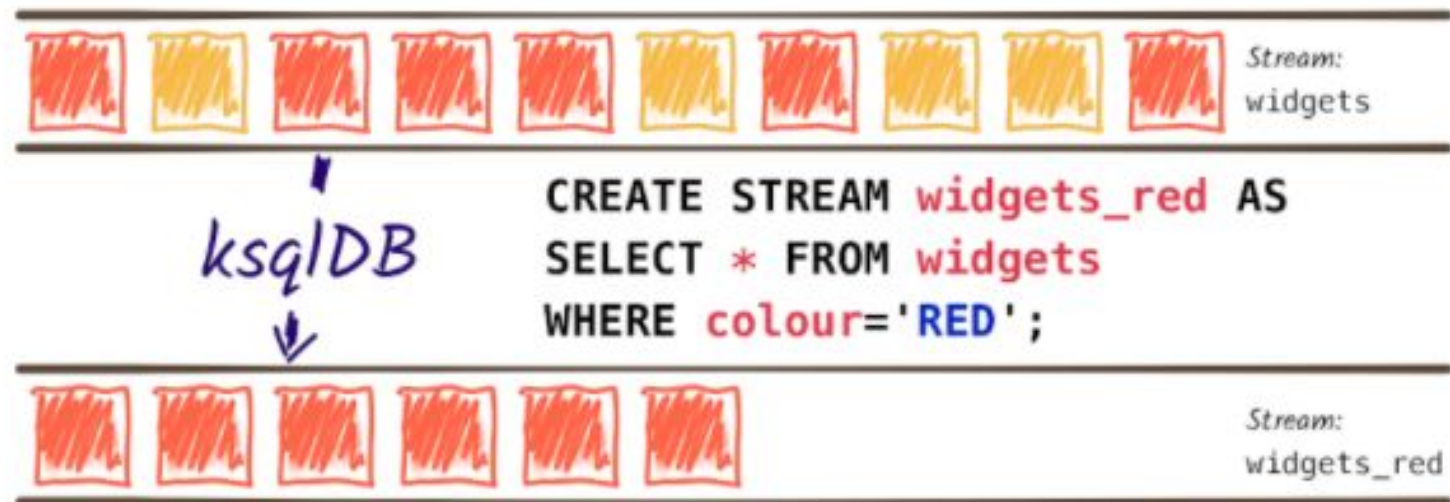 Stream:
widgets
ksqlDB
CREATE STREAM widgets_red AS
SELECT * FROM widgets
WHERE colour='RED';
Stream:
widgets_red